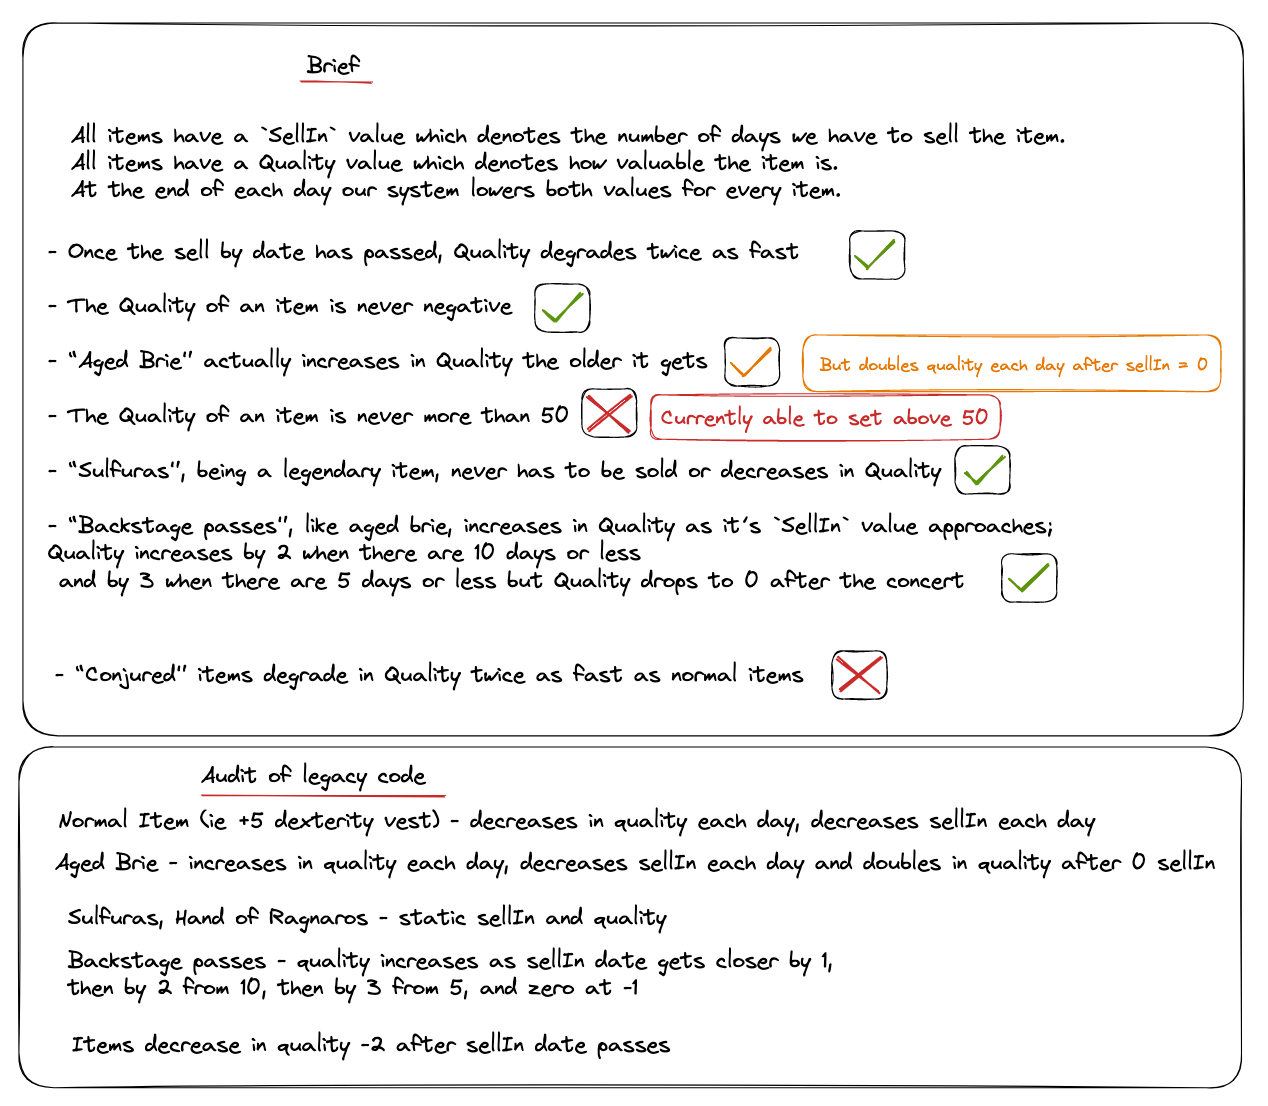 Brief
All items have a `SellIn` value which denotes the number of days we have to sell the item.
All items have a Quality value which denotes how valuable the item is.
At the end of each day our system lowers both values for every item.
- Once the sell by date has passed, Quality degrades twice as fast
- The Quality of an item is never negative
- "Aged Brie" actually increases in Quality the older it gets
But doubles quality each day after sellIn = 0
- The Quality of an item is never more than 50
Currently able to set above 50
- "Sulfuras", being a legendary item, never has to be sold or decreases in Quality
- "Backstage passes", like aged brie, increases in Quality as it's `SellIn` value approaches;
Quality increases by 2 when there are 10 days or less
and by 3 when there are 5 days or less but Quality drops to 0 after the concert
- "Conjured" items degrade in Quality twice as fast as normal items
Audit of legacy code
Normal Item (ie +5 dexterity vest) - decreases in quality each day, decreases sellIn each day
Aged Brie - increases in quality each day, decreases sellIn each day and doubles in quality after 0 sellIn
Sulfuras, Hand of Ragnaros - static sellIn and quality
Backstage passes - quality increases as sellIn date gets closer by 1,
then by 2 from 10, then by 3 from 5, and zero at -1
Items decrease in quality -2 after sellIn date passes